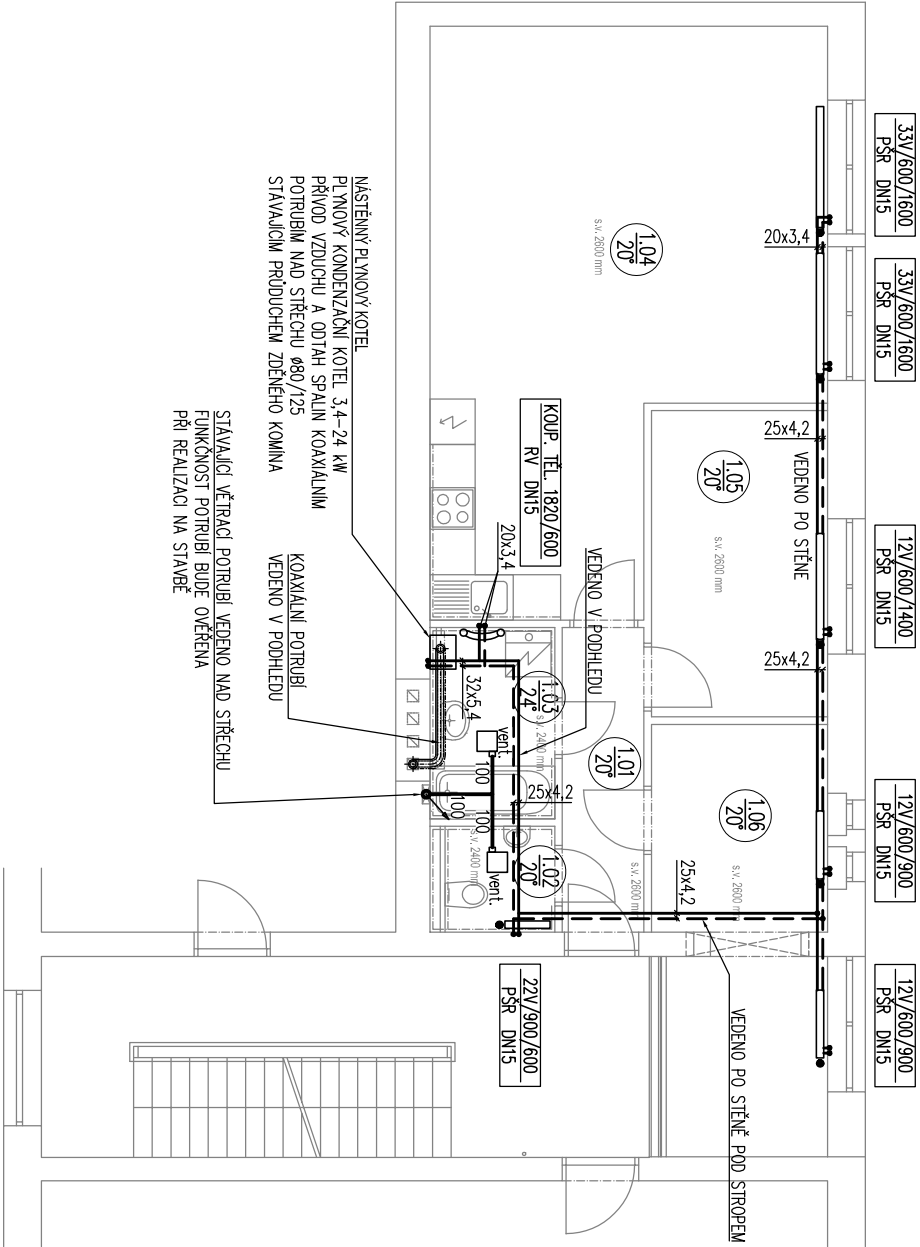 33V/600/1600
PŠR DN15
33V/600/1600
PŠR DN15
12V/600/1400
PŠR DN15
12V/600/900
PŠR DN15
12V/600/900
PŠR DN15
20x3,4
25x4,2
VEDENO PO STĚNĚ
25x4,2
1.04
20°
s.v. 2600 mm
1.05
20°
s.v. 2600 mm
1.06
20°
s.v. 2600 mm
25x4,2
VEDENO PO STĚNĚ POD STROPEM
1.01
20°
s.v. 2600 mm
KOUP. TĚL. 1820/600
RV DN15
20x3,4
VEDENO V PODHLEDU
1.03
24°
s.v. 2400 mm
32x5,4
25x4,2
vent.
100
100
100
vent.
1.02
20°
s.v. 2400 mm
22V/900/600
PŠR DN15
NÁSTĚNNÝ PLYNOVÝ KOTEL
PLYNOVÝ KONDENZAČNÍ KOTEL 3,4-24 kW
PŘÍVOD VZDUCHU A ODTAH SPALIN KOAXIÁLNÍM
POTRUBÍM NAD STŘECHU ø80/125
STÁVAJÍCÍM PRŮDUCHEM ZDĚNÉHO KOMÍNA
KOAXIÁLNÍ POTRUBÍ
VEDENO V PODHLEDU
STÁVAJÍCÍ VĚTRACÍ POTRUBÍ VEDENO NAD STŘECHU
FUNKČNOST POTRUBÍ BUDE OVĚŘENA
PŘI REALIZACI NA STAVBĚ